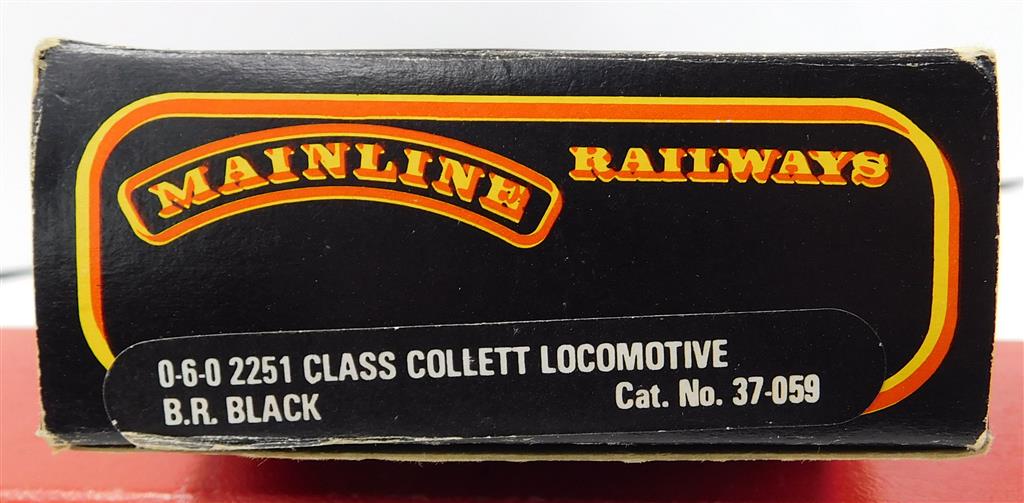 MAINLINE RAILWAYS
0-6-0 2251 CLASS COLLETT LOCOMOTIVE
B.R. BLACK Cat. No. 37-059